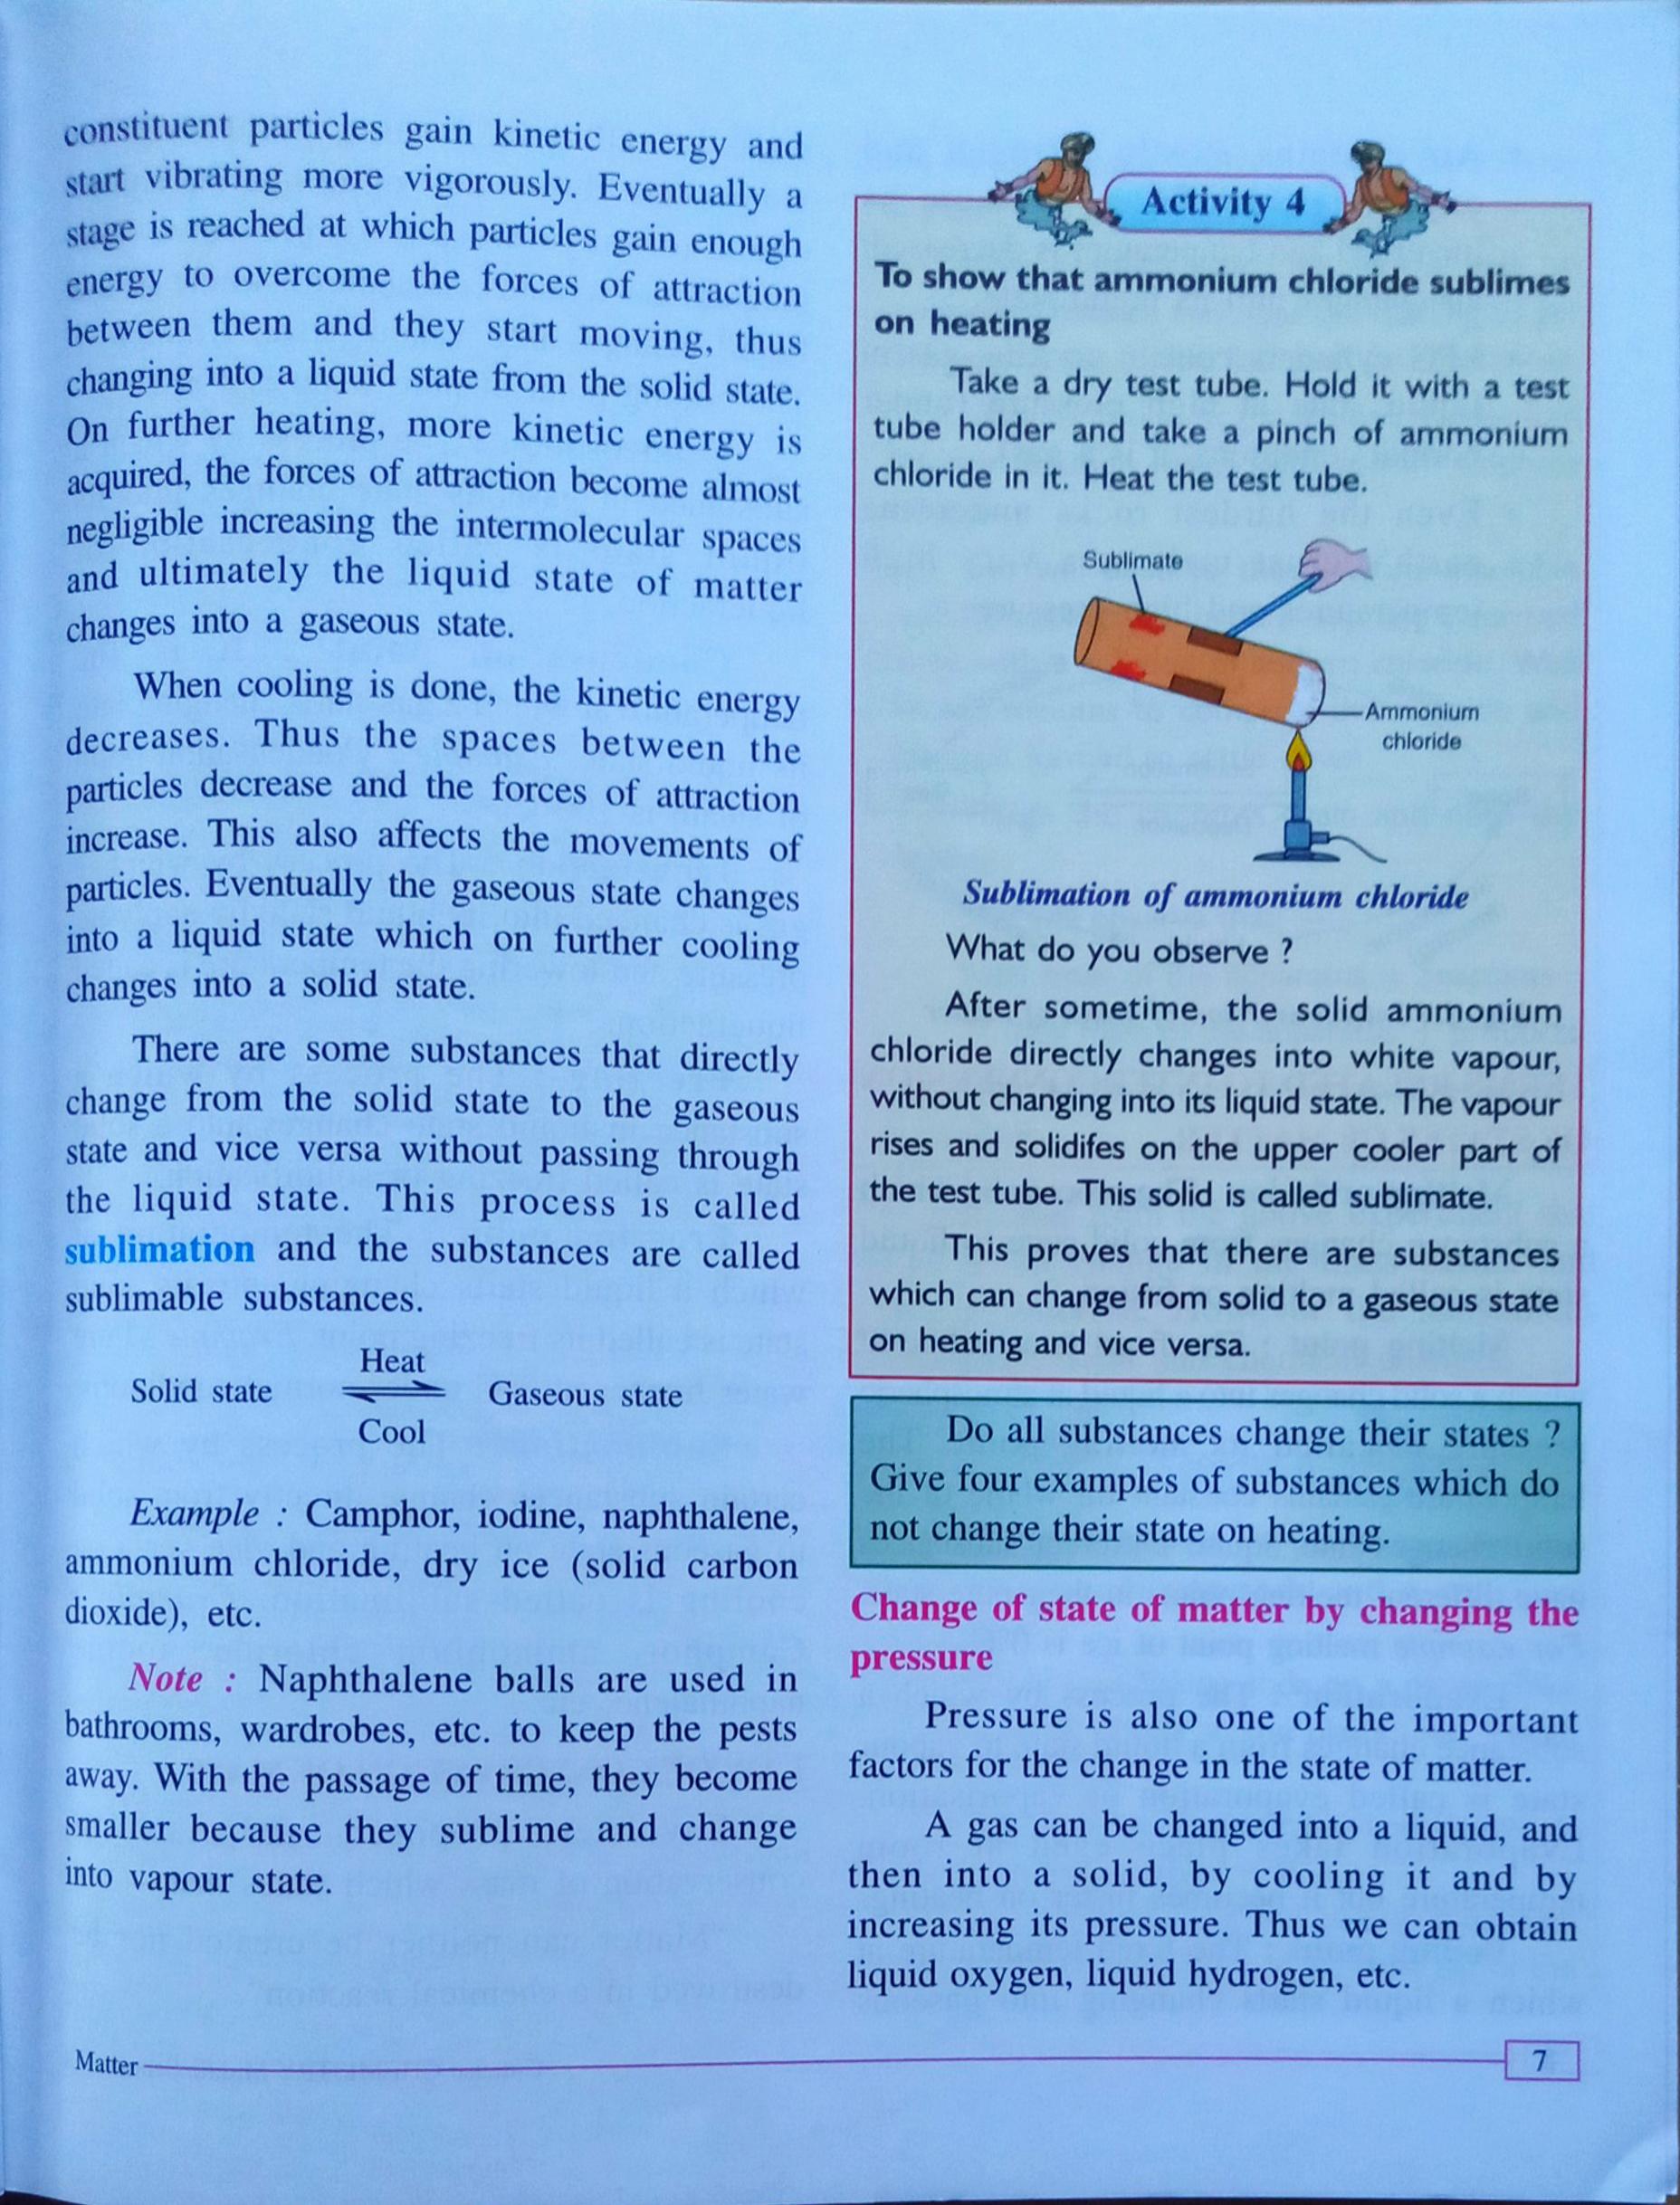 constituent particles gain kinetic energy and
start vibrating more vigorously. Eventually a
stage is reached at which particles gain enough
energy to overcome the forces of attraction
between them and they start moving, thus
changing into a liquid state from the solid state.
On further heating, more kinetic energy is
acquired, the forces of attraction become almost
negligible increasing the intermolecular spaces
and ultimately the liquid state of matter
changes into a gaseous state.
When cooling is done, the kinetic energy
decreases. Thus the spaces between the
particles decrease and the forces of attraction
increase. This also affects the movements of
particles. Eventually the gaseous state changes
into a liquid state which on further cooling
changes into a solid state.
There are some substances that directly
change from the solid state to the gaseous
state and vice versa without passing through
the liquid state. This process is called
sublimation and the substances are called
sublimable substances.
Heat
Solid state ⇌ Gaseous state
Cool
Example : Camphor, iodine, naphthalene,
ammonium chloride, dry ice (solid carbon
dioxide), etc.
Note : Naphthalene balls are used in
bathrooms, wardrobes, etc. to keep the pests
away. With the passage of time, they become
smaller because they sublime and change
into vapour state.
Activity 4
To show that ammonium chloride sublimes
on heating
Take a dry test tube. Hold it with a test
tube holder and take a pinch of ammonium
chloride in it. Heat the test tube.
Sublimate
Ammonium
chloride
Sublimation of ammonium chloride
What do you observe ?
After sometime, the solid ammonium
chloride directly changes into white vapour,
without changing into its liquid state. The vapour
rises and solidifes on the upper cooler part of
the test tube. This solid is called sublimate.
This proves that there are substances
which can change from solid to a gaseous state
on heating and vice versa.
Do all substances change their states ?
Give four examples of substances which do
not change their state on heating.
Change of state of matter by changing the
pressure
Pressure is also one of the important
factors for the change in the state of matter.
A gas can be changed into a liquid, and
then into a solid, by cooling it and by
increasing its pressure. Thus we can obtain
liquid oxygen, liquid hydrogen, etc.
Matter
7